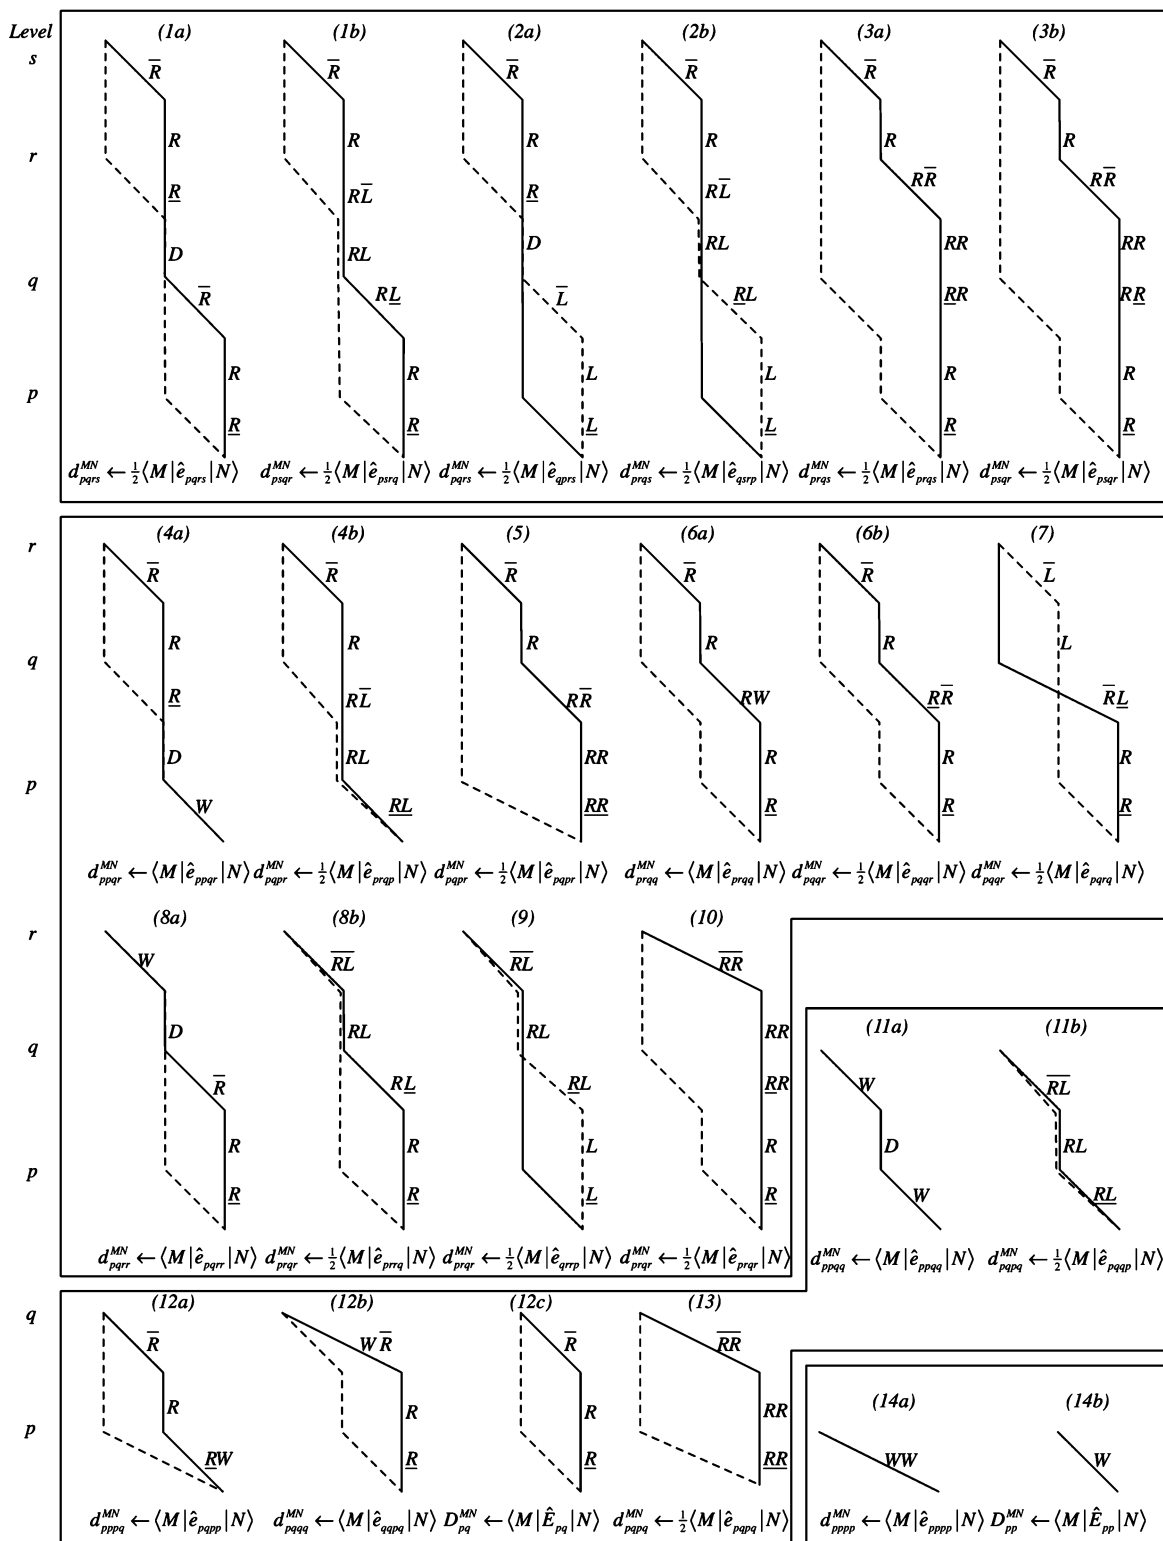 Level (1a) (1b) (2a) (2b) (3a) (3b)
s R̅ R̅ R̅ R̅ R̅ R̅
r R R R R R R
R̲ RL̅ R̲ RL̅ RR̅ RR̅
D RL D RL RR RR
q R̅ RL̲ L̅ R̲L R̲R RR̲
p R R L L R R
R̲ R̲ L̲ L̲ R̲ R̲
d^{MN}_{pqrs} ← ½⟨M|ê_{pqrs}|N⟩ d^{MN}_{psqr} ← ½⟨M|ê_{psrq}|N⟩ d^{MN}_{pqrs} ← ½⟨M|ê_{qprs}|N⟩ d^{MN}_{prqs} ← ½⟨M|ê_{qsrp}|N⟩ d^{MN}_{prqs} ← ½⟨M|ê_{prqs}|N⟩ d^{MN}_{psqr} ← ½⟨M|ê_{psqr}|N⟩
(4a) (4b) (5) (6a) (6b) (7)
r R̅ R̅ R̅ R̅ R̅ L̅
q R R R R R L
R̲ RL̅ RR̅ RW R̲R̅ R̅L̲
D RL RR R R R
p W R̲L̲ R̲R̲ R̲ R̲ R̲
d^{MN}_{ppqr} ← ⟨M|ê_{ppqr}|N⟩ d^{MN}_{pqpr} ← ½⟨M|ê_{prqp}|N⟩ d^{MN}_{pqpr} ← ½⟨M|ê_{pqpr}|N⟩ d^{MN}_{prqq} ← ⟨M|ê_{prqq}|N⟩ d^{MN}_{pqqr} ← ½⟨M|ê_{pqqr}|N⟩ d^{MN}_{pqqr} ← ½⟨M|ê_{pqrq}|N⟩
(8a) (8b) (9) (10)
r W R̅L̅ R̅L̅ R̅R̅
D RL RL RR
q R̅ RL̲ R̲L R̲R
p R R L R
R̲ R̲ L̲ R̲
d^{MN}_{pqrr} ← ⟨M|ê_{pqrr}|N⟩ d^{MN}_{prqr} ← ½⟨M|ê_{prrq}|N⟩ d^{MN}_{prqr} ← ½⟨M|ê_{qrrp}|N⟩ d^{MN}_{prqr} ← ½⟨M|ê_{prqr}|N⟩
(11a) (11b)
W R̅L̅
D RL
W R̲L̲
d^{MN}_{ppqq} ← ⟨M|ê_{ppqq}|N⟩ d^{MN}_{pqpq} ← ½⟨M|ê_{pqqp}|N⟩
(12a) (12b) (12c) (13)
q R̅ WR̅ R̅ R̅R̅
R R R RR
p R̲W R̲ R̲ R̲R̲
d^{MN}_{pppq} ← ⟨M|ê_{pqpp}|N⟩ d^{MN}_{pqqq} ← ⟨M|ê_{qqpq}|N⟩ D^{MN}_{pq} ← ⟨M|Ê_{pq}|N⟩ d^{MN}_{pqpq} ← ½⟨M|ê_{pqpq}|N⟩
(14a) (14b)
WW W
d^{MN}_{pppp} ← ⟨M|ê_{pppp}|N⟩ D^{MN}_{pp} ← ⟨M|Ê_{pp}|N⟩